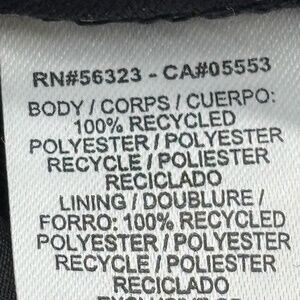 RN#56323 - CA#05553
BODY / CORPS / CUERPO:
100% RECYCLED
POLYESTER / POLYESTER
RECYCLE / POLIESTER
RECICLADO
LINING / DOUBLURE /
FORRO: 100% RECYCLED
POLYESTER / POLYESTER
RECYCLE / POLIESTER
RECICLADO